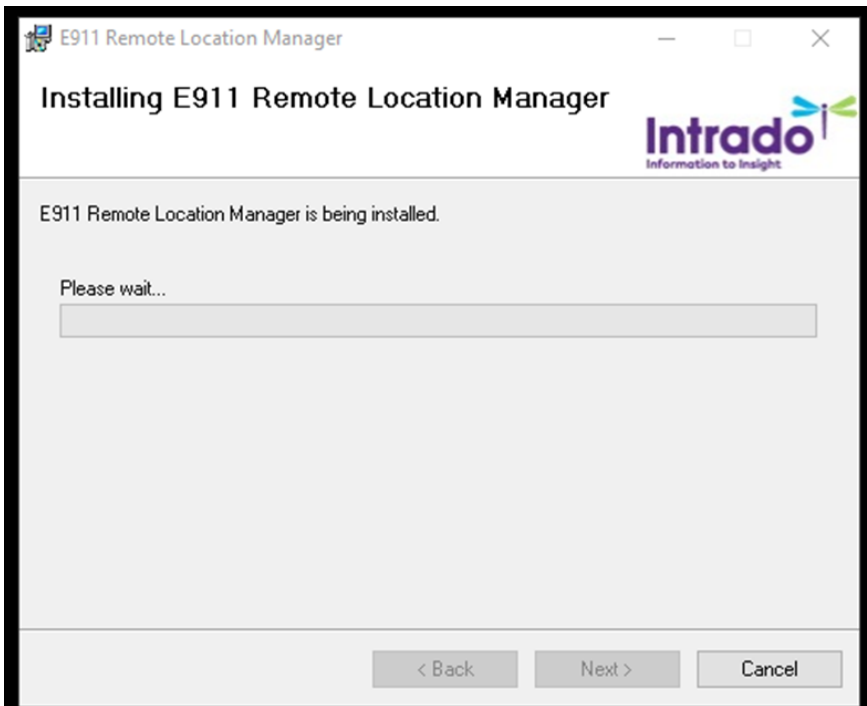 E911 Remote Location Manager
Installing E911 Remote Location Manager
Intrado
Information to Insight
E911 Remote Location Manager is being installed.
Please wait...
< Back
Next >
Cancel